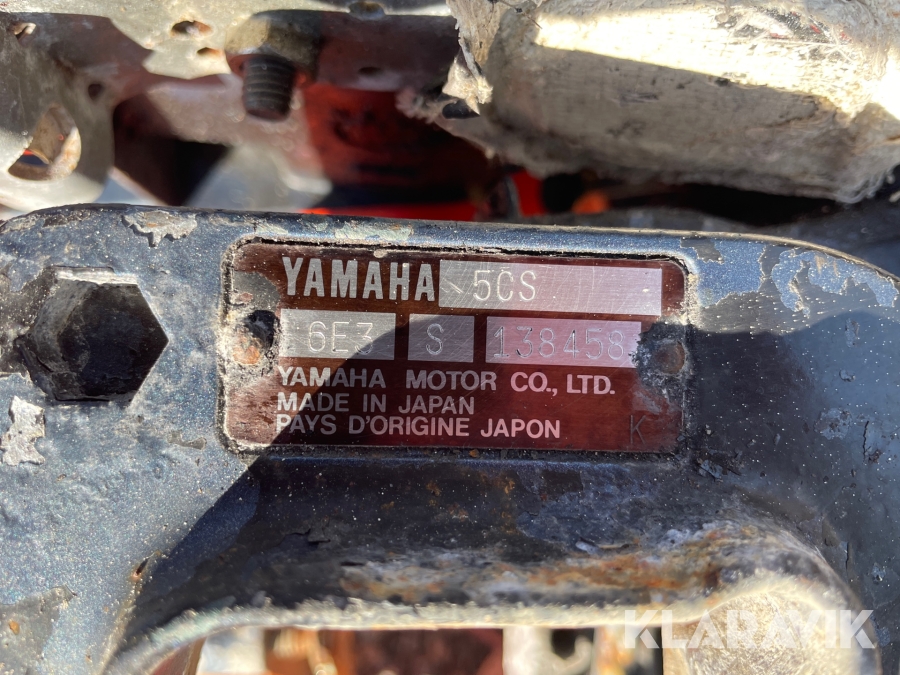 YAMAHA 5CS
6E3 S 138458
YAMAHA MOTOR CO., LTD.
MADE IN JAPAN
PAYS D'ORIGINE JAPON K
KLARAVIK